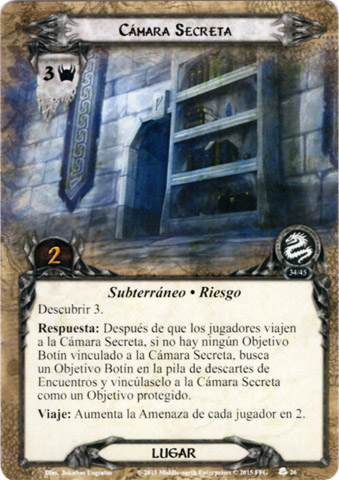 CÁMARA SECRETA
3
2
34/45
Subterráneo • Riesgo
Descubrir 3.
Respuesta: Después de que los jugadores viajen
a la Cámara Secreta, si no hay ningún Objetivo
Botín vinculado a la Cámara Secreta, busca
un Objetivo Botín en la pila de descartes de
Encuentros y vincúlaselo a la Cámara Secreta
como un Objetivo protegido.
Viaje: Aumenta la Amenaza de cada jugador en 2.
LUGAR
© 2015 Middle-earth Enterprises © 2015 FFG
26